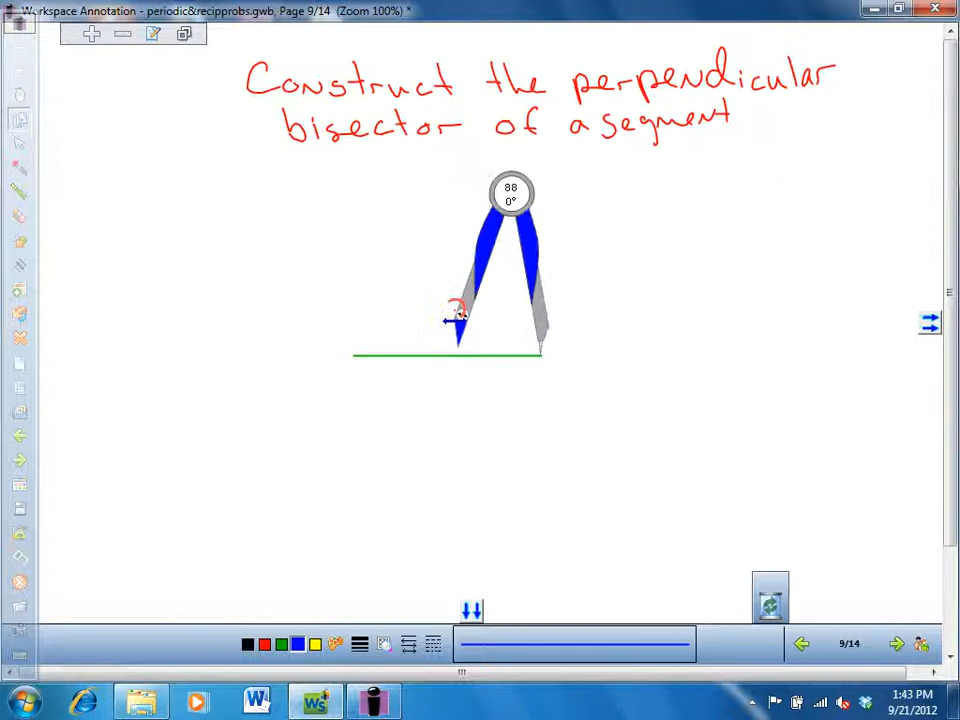 Workspace Annotation - periodic&recipprobs.gwb, Page 9/14 (Zoom 100%) *
Construct the perpendicular
bisector of a segment
88
0°
9/14
W
WS
1:43 PM
9/21/2012